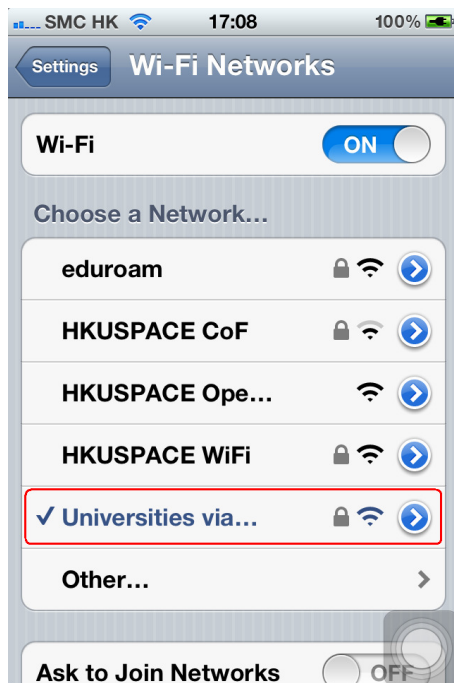 SMC HK 17:08 100%
Settings Wi-Fi Networks
Wi-Fi ON
Choose a Network...
eduroam
HKUSPACE CoF
HKUSPACE Ope...
HKUSPACE WiFi
Universities via...
Other...
Ask to Join Networks OFF